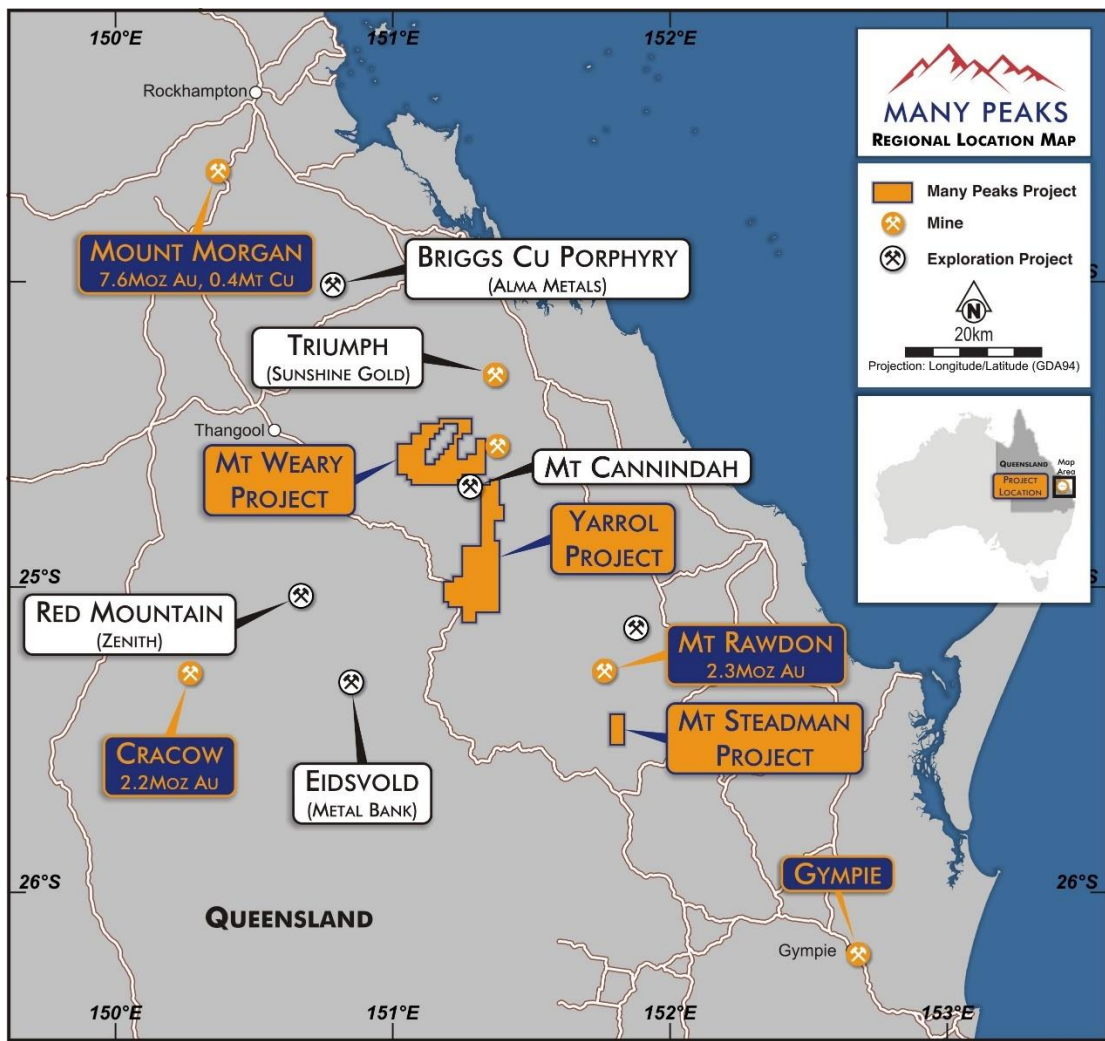 150°E
151°E
152°E
Rockhampton
MANY PEAKS
REGIONAL LOCATION MAP
Many Peaks Project
Mine
Exploration Project
N
20km
Projection: Longitude/Latitude (GDA94)
MOUNT MORGAN
7.6MOZ AU, 0.4MT CU
BRIGGS CU PORPHYRY
(ALMA METALS)
S
TRIUMPH
(SUNSHINE GOLD)
Thangool
MT WEARY
PROJECT
MT CANNINDAH
YARROL
PROJECT
QUEENSLAND
PROJECT
LOCATION
Map
Area
25°S
S
RED MOUNTAIN
(ZENITH)
MT RAWDON
2.3MOZ AU
CRACOW
2.2MOZ AU
EIDSVOLD
(METAL BANK)
MT STEADMAN
PROJECT
26°S
26°S
GYMPIE
QUEENSLAND
Gympie
150°E
151°E
152°E
153°E